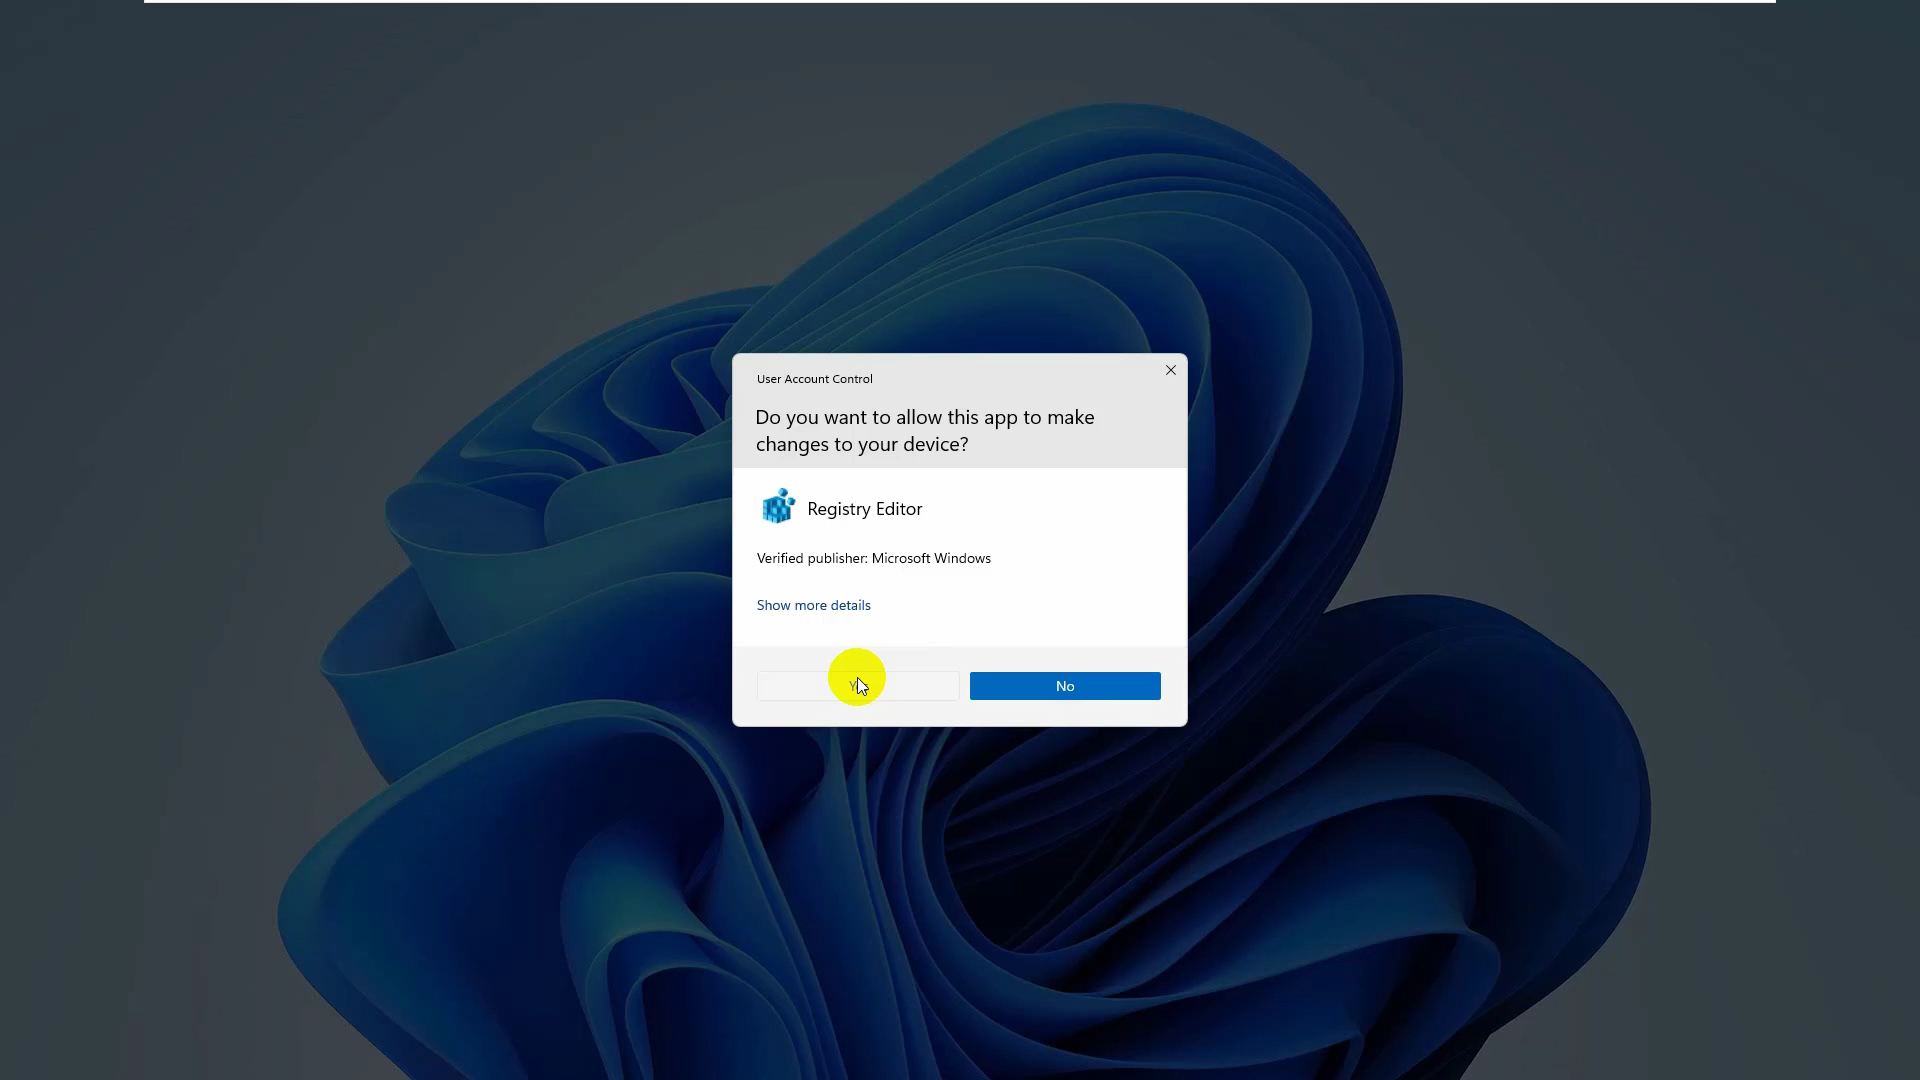 User Account Control
Do you want to allow this app to make
changes to your device?
Registry Editor
Verified publisher: Microsoft Windows
Show more details
No